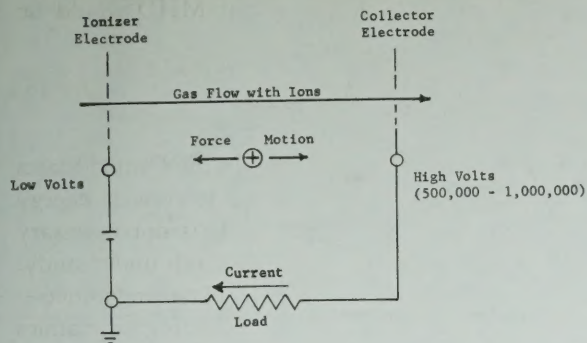 Ionizer
Electrode
Collector
Electrode
Gas Flow with Ions
Force Motion
Low Volts
High Volts
(500,000 - 1,000,000)
Current
Load